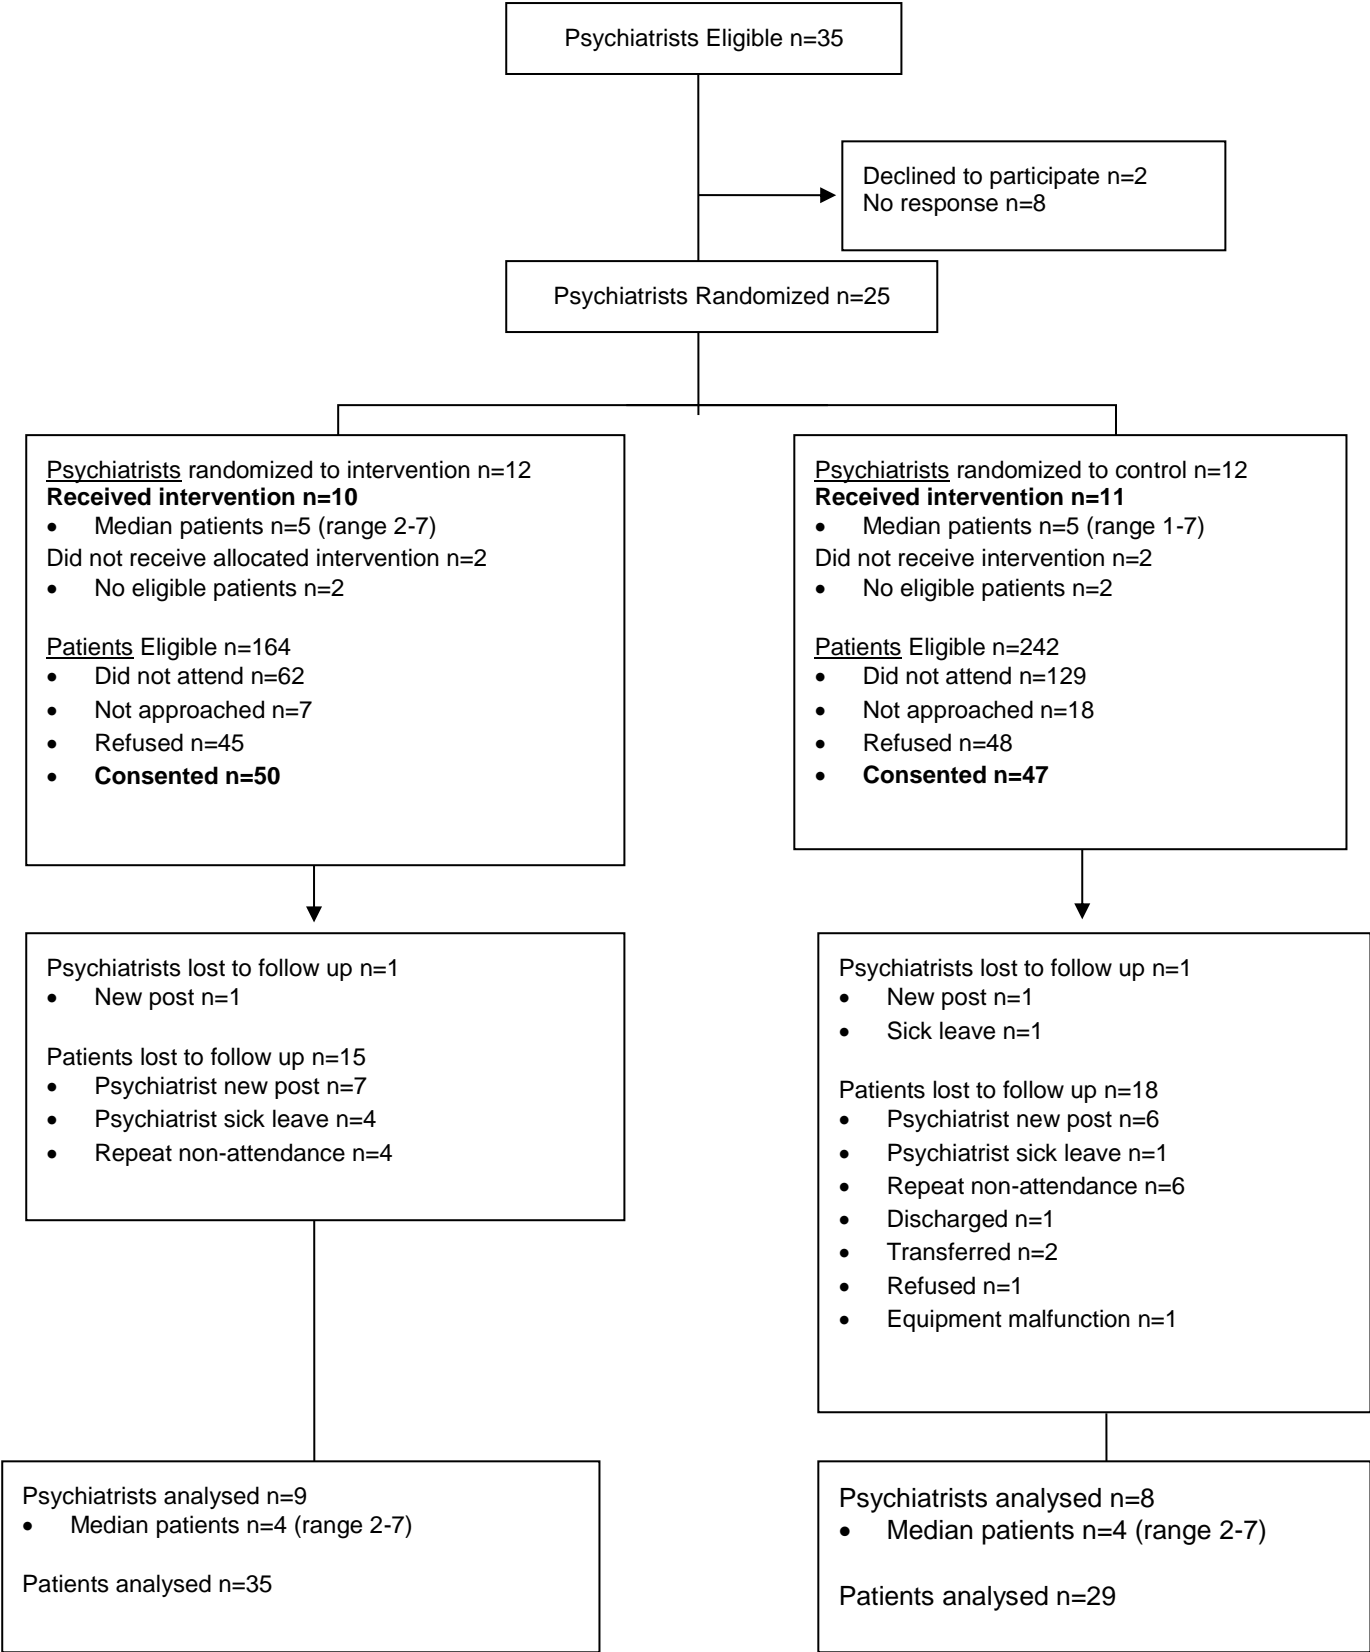 Psychiatrists Eligible n=35
Declined to participate n=2
No response n=8
Psychiatrists Randomized n=25
Psychiatrists randomized to intervention n=12
Received intervention n=10
• Median patients n=5 (range 2-7)
Did not receive allocated intervention n=2
• No eligible patients n=2
Patients Eligible n=164
• Did not attend n=62
• Not approached n=7
• Refused n=45
• Consented n=50
Psychiatrists randomized to control n=12
Received intervention n=11
• Median patients n=5 (range 1-7)
Did not receive intervention n=2
• No eligible patients n=2
Patients Eligible n=242
• Did not attend n=129
• Not approached n=18
• Refused n=48
• Consented n=47
Psychiatrists lost to follow up n=1
• New post n=1
Patients lost to follow up n=15
• Psychiatrist new post n=7
• Psychiatrist sick leave n=4
• Repeat non-attendance n=4
Psychiatrists lost to follow up n=1
• New post n=1
• Sick leave n=1
Patients lost to follow up n=18
• Psychiatrist new post n=6
• Psychiatrist sick leave n=1
• Repeat non-attendance n=6
• Discharged n=1
• Transferred n=2
• Refused n=1
• Equipment malfunction n=1
Psychiatrists analysed n=9
• Median patients n=4 (range 2-7)
Patients analysed n=35
Psychiatrists analysed n=8
• Median patients n=4 (range 2-7)
Patients analysed n=29